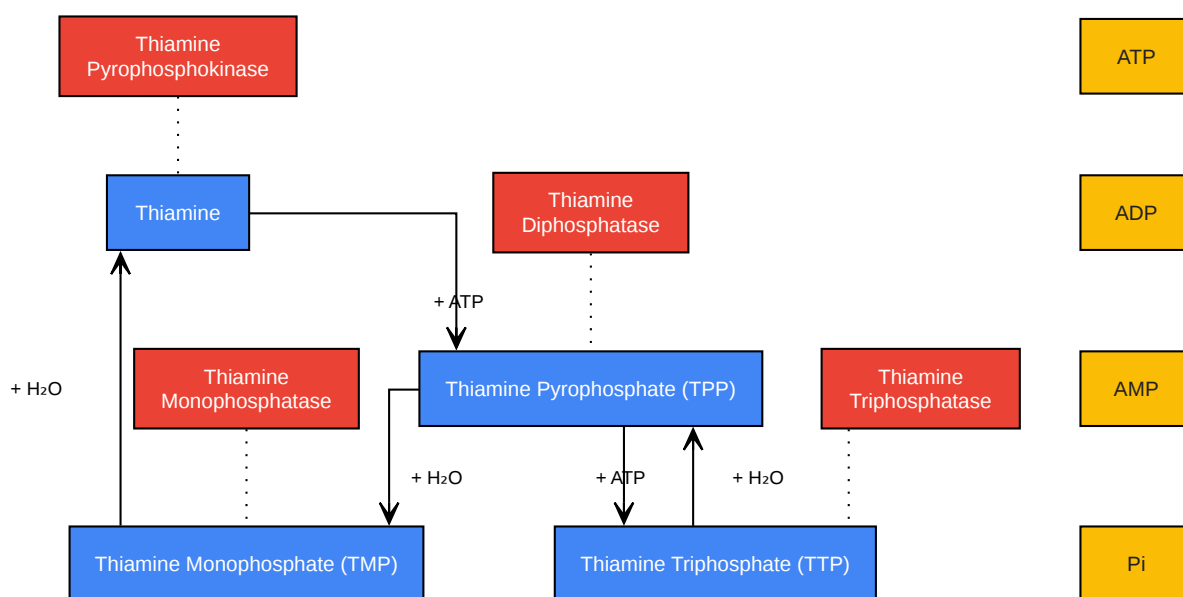 Thiamine
Pyrophosphokinase
ATP
Thiamine
Thiamine
Diphosphatase
ADP
+ ATP
Thiamine
Monophosphatase
Thiamine Pyrophosphate (TPP)
Thiamine
Triphosphatase
AMP
+ H₂O
+ H₂O
+ ATP
+ H₂O
Thiamine Monophosphate (TMP)
Thiamine Triphosphate (TTP)
Pi